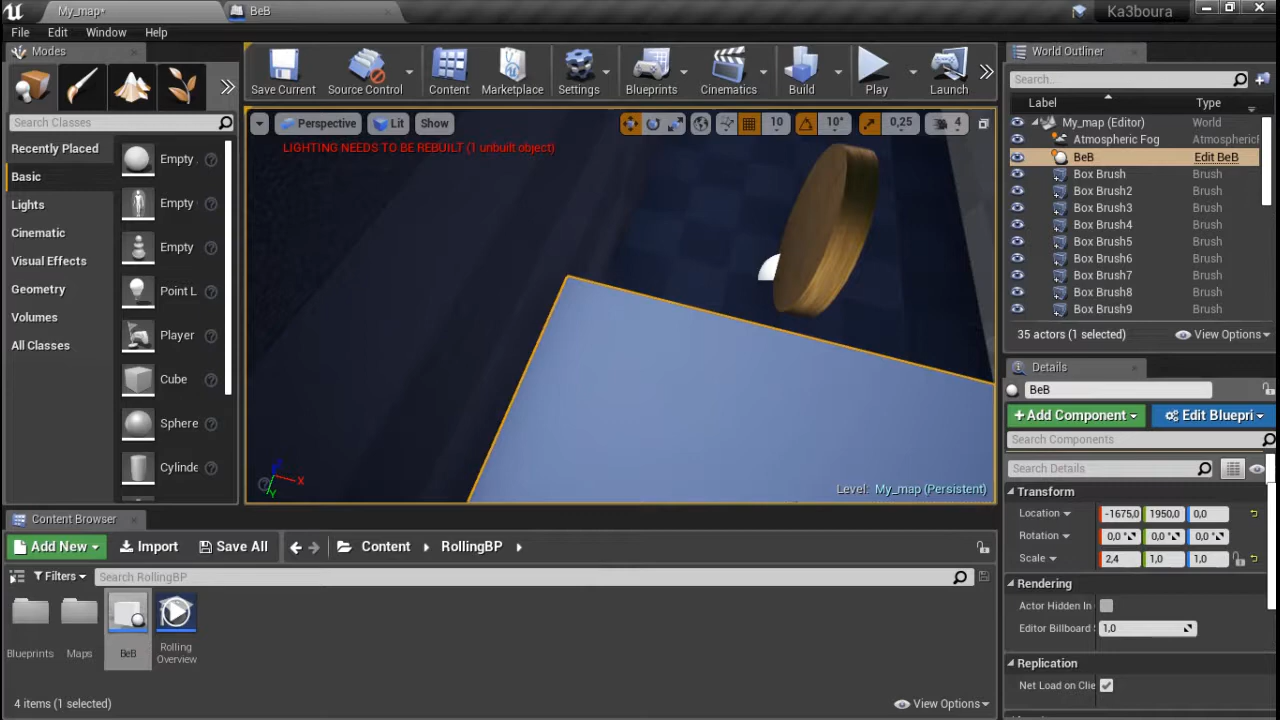 My_map*
BeB
Ka3boura
File Edit Window Help
Modes
Search Classes
Recently Placed
Basic
Lights
Cinematic
Visual Effects
Geometry
Volumes
All Classes
Empty
Empty
Empty
Point L
Player
Cube
Sphere
Cylinde
Save Current
Source Control
Content
Marketplace
Settings
Blueprints
Cinematics
Build
Play
Launch
Perspective
Lit
Show
10
10°
0,25
4
LIGHTING NEEDS TO BE REBUILT (1 unbuilt object)
X
Y
Level: My_map (Persistent)
World Outliner
Search...
Label Type
My_map (Editor) World
Atmospheric Fog Atmospheric
BeB Edit BeB
Box Brush Brush
Box Brush2 Brush
Box Brush3 Brush
Box Brush4 Brush
Box Brush5 Brush
Box Brush6 Brush
Box Brush7 Brush
Box Brush8 Brush
Box Brush9 Brush
35 actors (1 selected) View Options
Details
BeB
+Add Component Edit Bluepri
Search Components
Search Details
Transform
Location -1675,0 1950,0 0,0
Rotation 0,0 ° 0,0 ° 0,0 °
Scale 2,4 1,0 1,0
Rendering
Actor Hidden In
Editor Billboard 1,0
Replication
Net Load on Clie
Content Browser
Add New Import Save All Content RollingBP
Filters Search RollingBP
Blueprints
Maps
BeB
Rolling
Overview
4 items (1 selected) View Options